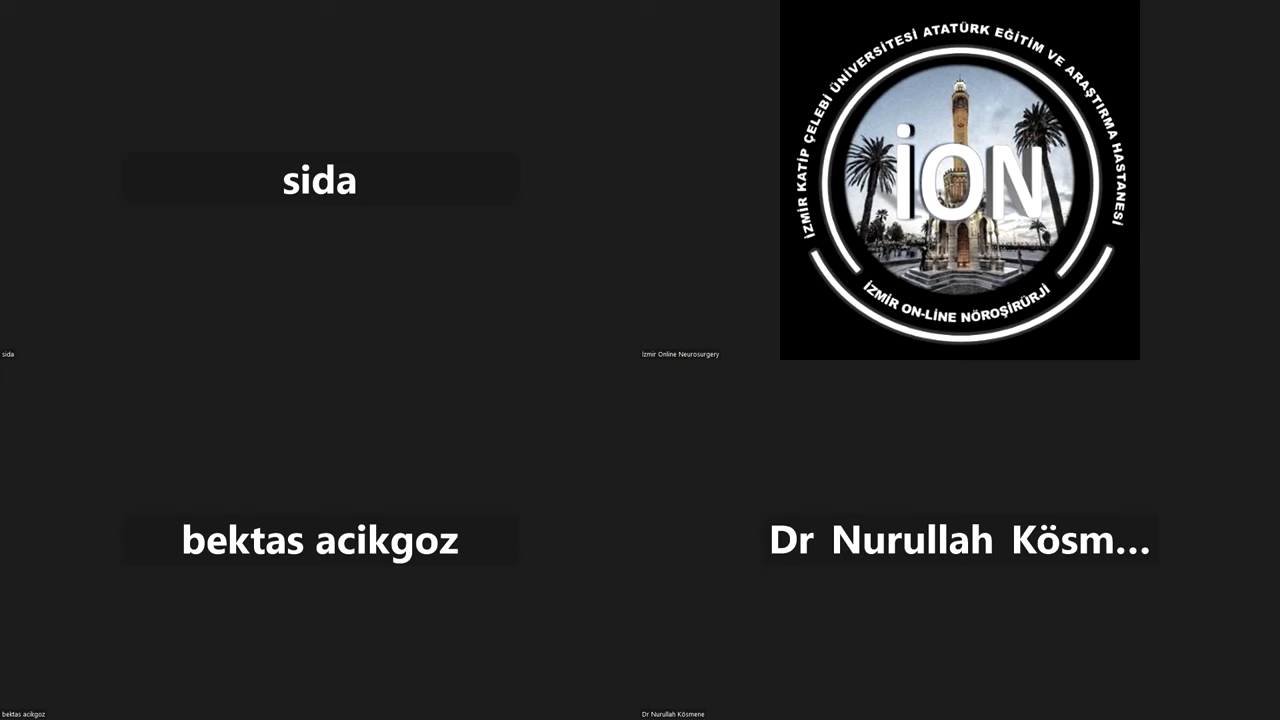 sida
sida
İZMİR KATİP ÇELEBİ ÜNİVERSİTESİ ATATÜRK EĞİTİM VE ARAŞTIRMA HASTANESİ
İON
İZMİR ON-LİNE NÖROŞİRÜRJİ
İzmir Online Neurosurgery
bektas acikgoz
bektas acikgoz
Dr Nurullah Kösm...
Dr Nurullah Kösmene